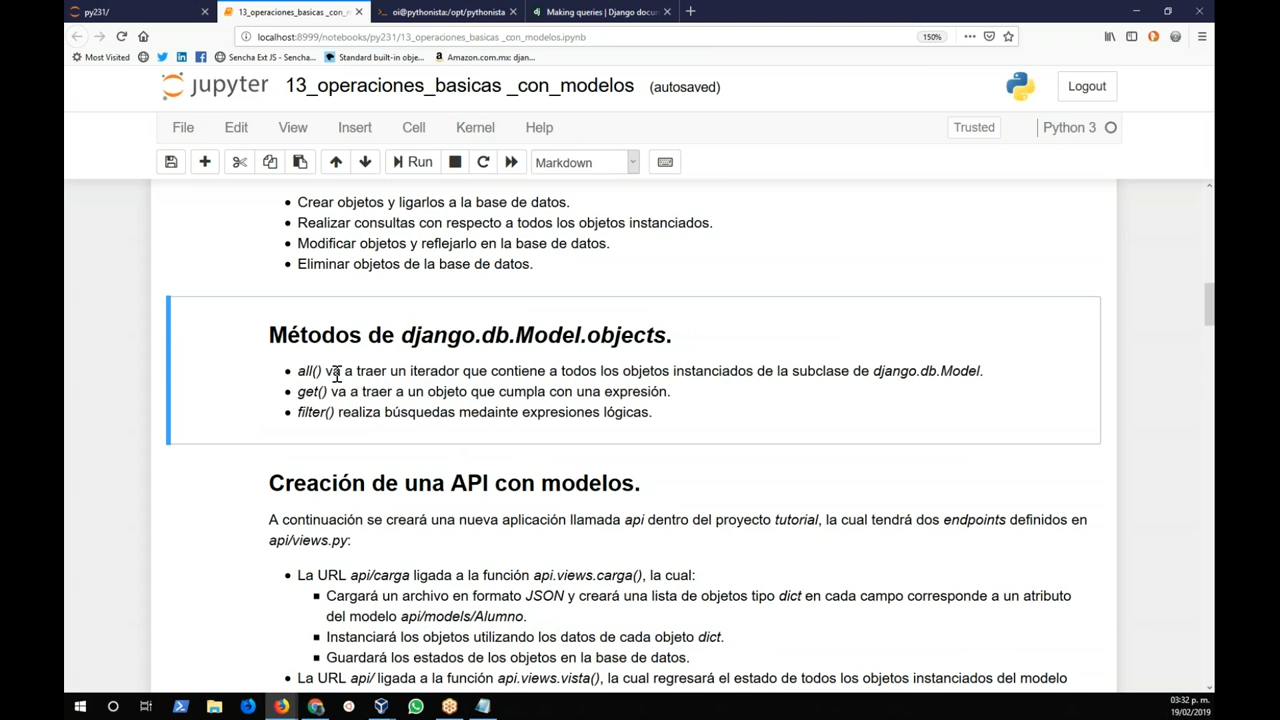 py231/
13_operaciones_basicas _con_m
oi@pythonista:/opt/pythonista
Making queries | Django docum
localhost:8999/notebooks/py231/13_operaciones_basicas _con_modelos.ipynb
150%
Most Visited
Sencha Ext JS - Sencha...
Standard built-in obje...
Amazon.com.mx: djan...
jupyter
13_operaciones_basicas _con_modelos (autosaved)
Logout
File Edit View Insert Cell Kernel Help
Trusted
Python 3
Run
Markdown
• Crear objetos y ligarlos a la base de datos.
• Realizar consultas con respecto a todos los objetos instanciados.
• Modificar objetos y reflejarlo en la base de datos.
• Eliminar objetos de la base de datos.
Métodos de django.db.Model.objects.
• all() va a traer un iterador que contiene a todos los objetos instanciados de la subclase de django.db.Model.
• get() va a traer a un objeto que cumpla con una expresión.
• filter() realiza búsquedas medainte expresiones lógicas.
Creación de una API con modelos.
A continuación se creará una nueva aplicación llamada api dentro del proyecto tutorial, la cual tendrá dos endpoints definidos en
api/views.py:
• La URL api/carga ligada a la función api.views.carga(), la cual:
▪ Cargará un archivo en formato JSON y creará una lista de objetos tipo dict en cada campo corresponde a un atributo
del modelo api/models/Alumno.
▪ Instanciará los objetos utilizando los datos de cada objeto dict.
▪ Guardará los estados de los objetos en la base de datos.
• La URL api/ ligada a la función api.views.vista(), la cual regresará el estado de todos los objetos instanciados del modelo
03:32 p. m.
19/02/2019